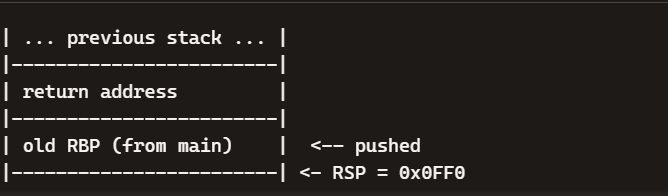 | ... previous stack ... |
|------------------------|
| return address         |
|------------------------|
| old RBP (from main)    |  <-- pushed
|------------------------| <- RSP = 0x0FF0